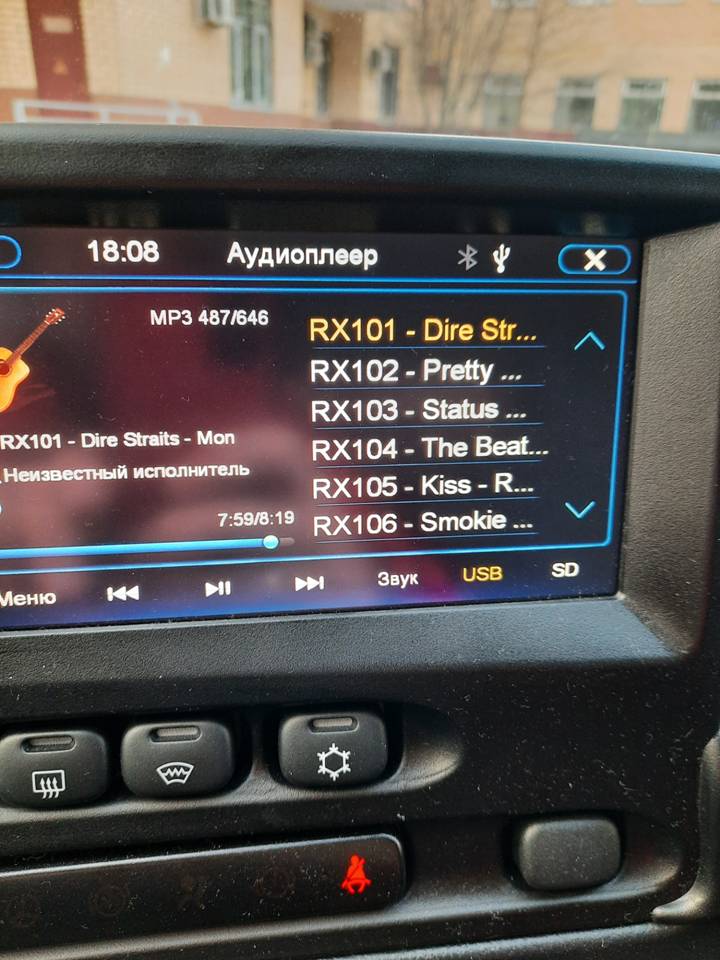 18:08 Аудиоплеер
MP3 487/646
RX101 - Dire Straits - Mon
Неизвестный исполнитель
7:59/8:19
RX101 - Dire Str...
RX102 - Pretty ...
RX103 - Status ...
RX104 - The Beat...
RX105 - Kiss - R...
RX106 - Smokie ...
Меню Звук USB SD